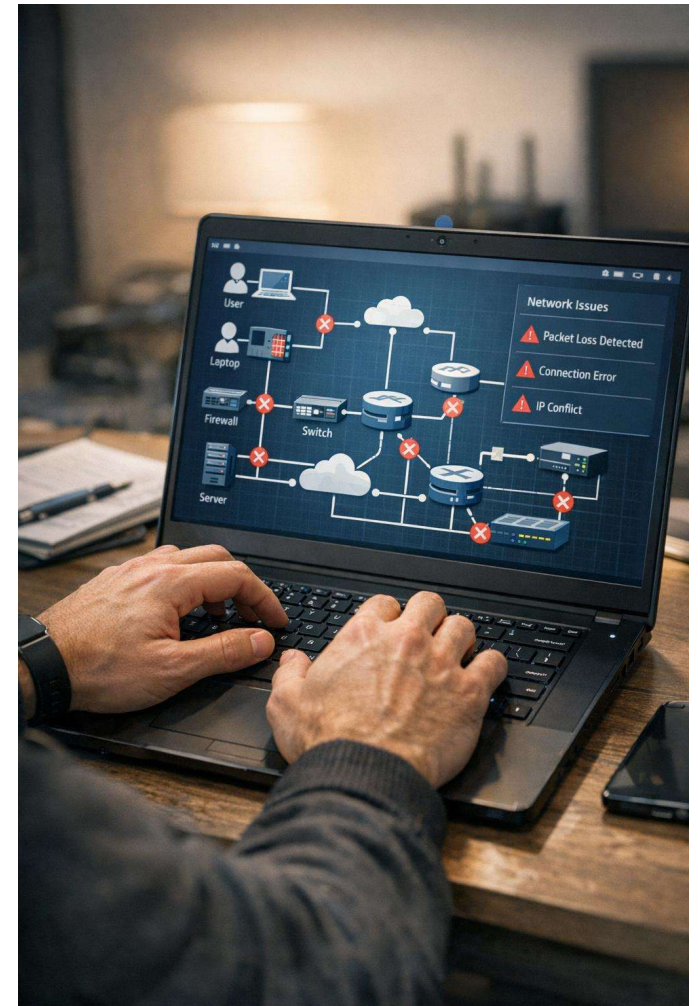 User
Laptop
Firewall
Switch
Server
Network Issues
Packet Loss Detected
Connection Error
IP Conflict